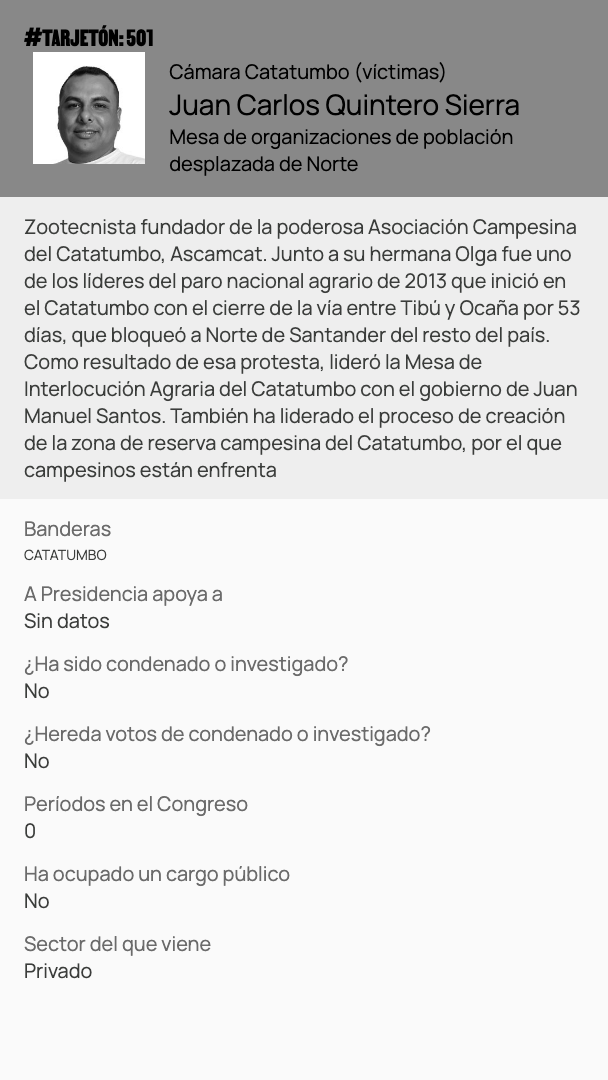 #TARJETÓN: 501
Cámara Catatumbo (víctimas)
Juan Carlos Quintero Sierra
Mesa de organizaciones de población
desplazada de Norte
Zootecnista fundador de la poderosa Asociación Campesina
del Catatumbo, Ascamcat. Junto a su hermana Olga fue uno
de los líderes del paro nacional agrario de 2013 que inició en
el Catatumbo con el cierre de la vía entre Tibú y Ocaña por 53
días, que bloqueó a Norte de Santander del resto del país.
Como resultado de esa protesta, lideró la Mesa de
Interlocución Agraria del Catatumbo con el gobierno de Juan
Manuel Santos. También ha liderado el proceso de creación
de la zona de reserva campesina del Catatumbo, por el que
campesinos están enfrenta
Banderas
CATATUMBO
A Presidencia apoya a
Sin datos
¿Ha sido condenado o investigado?
No
¿Hereda votos de condenado o investigado?
No
Períodos en el Congreso
0
Ha ocupado un cargo público
No
Sector del que viene
Privado